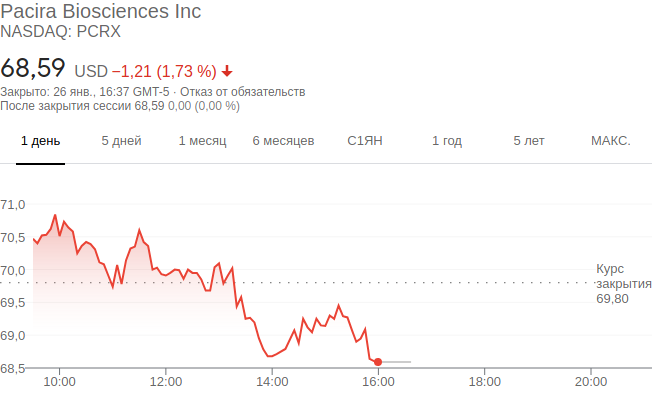 Pacira Biosciences Inc
NASDAQ: PCRX
68,59 USD −1,21 (1,73 %)
Закрыто: 26 янв., 16:37 GMT-5 · Отказ от обязательств
После закрытия сессии 68,59 0,00 (0,00 %)
1 день 5 дней 1 месяц 6 месяцев С1ЯН 1 год 5 лет МАКС.
71,0
70,5
70,0
Курс
закрытия
69,80
69,5
69,0
68,5
10:00 12:00 14:00 16:00 18:00 20:00